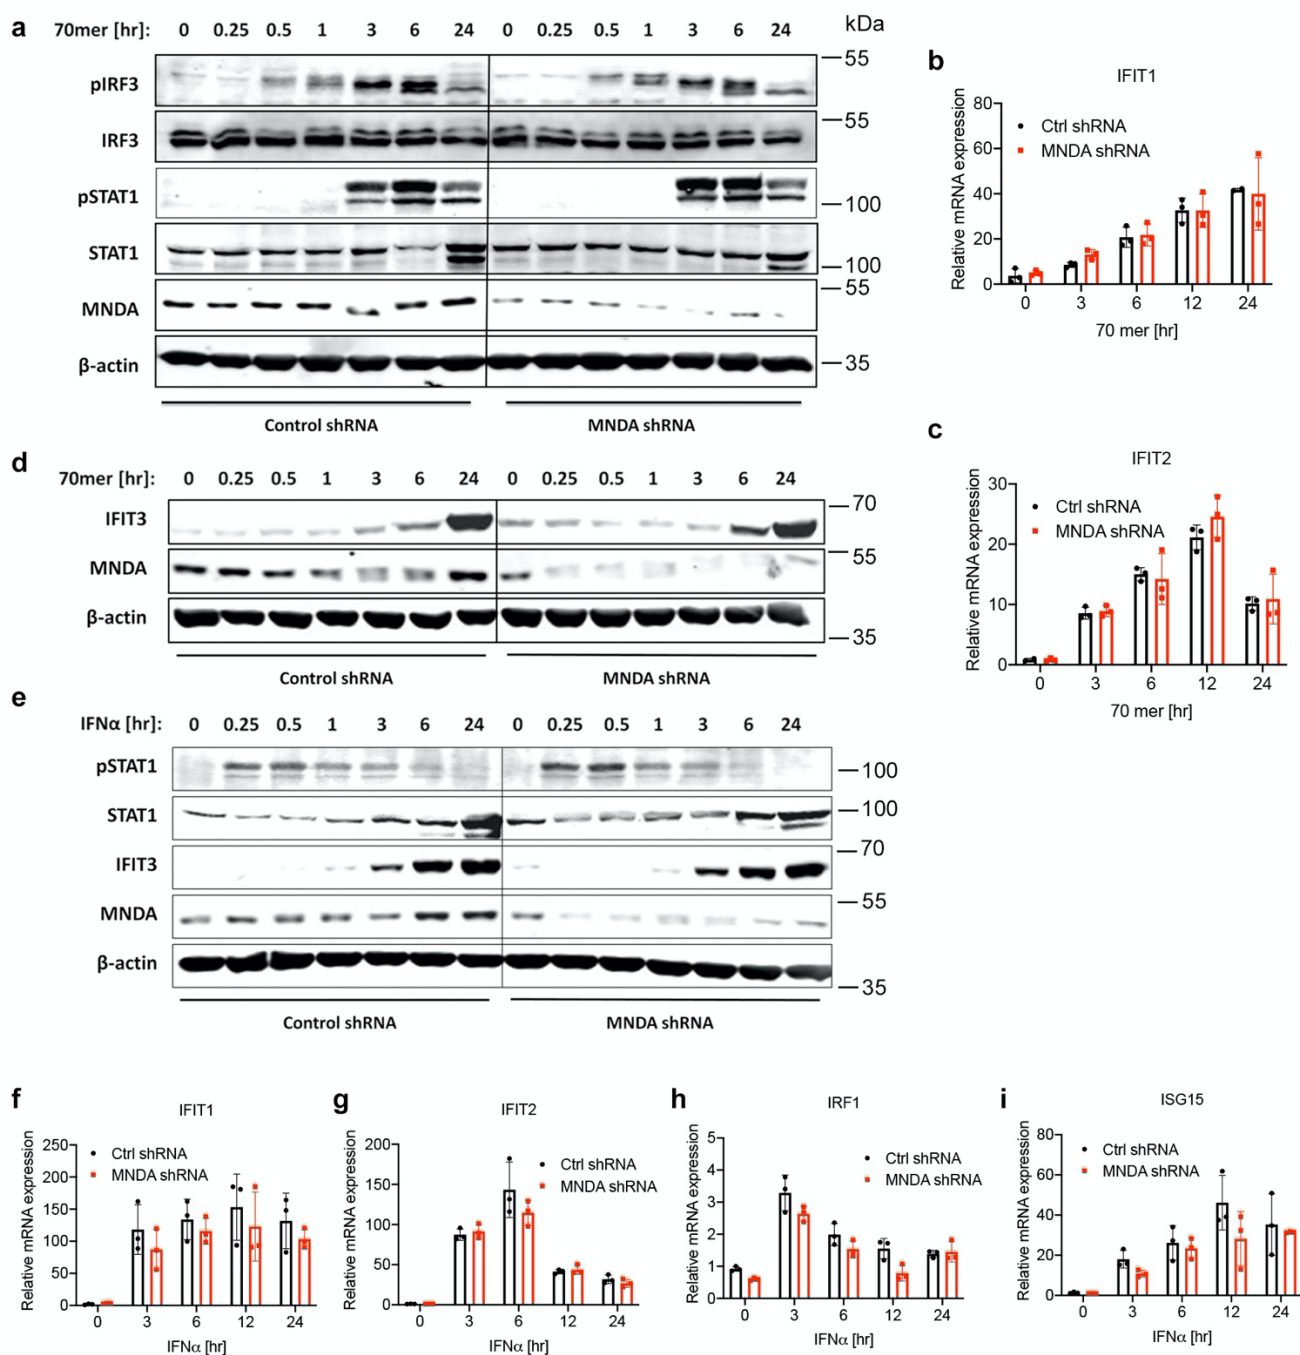 a
70mer [hr]: 0 0.25 0.5 1 3 6 24 0 0.25 0.5 1 3 6 24 kDa
pIRF3 55
IRF3 55
pSTAT1 100
STAT1 100
MNDA 55
β-actin 35
Control shRNA MNDA shRNA
b
IFIT1
Relative mRNA expression
80
60
40
20
0
Ctrl shRNA
MNDA shRNA
0 3 6 12 24
70 mer [hr]
c
IFIT2
Relative mRNA expression
30
20
10
0
Ctrl shRNA
MNDA shRNA
0 3 6 12 24
70 mer [hr]
d
70mer [hr]: 0 0.25 0.5 1 3 6 24 0 0.25 0.5 1 3 6 24
IFIT3 70
MNDA 55
β-actin 35
Control shRNA MNDA shRNA
e
IFNα [hr]: 0 0.25 0.5 1 3 6 24 0 0.25 0.5 1 3 6 24
pSTAT1 100
STAT1 100
IFIT3 70
MNDA 55
β-actin 35
Control shRNA MNDA shRNA
f
IFIT1
Relative mRNA expression
250
200
150
100
50
0
Ctrl shRNA
MNDA shRNA
0 3 6 12 24
IFNα [hr]
g
IFIT2
Relative mRNA expression
200
150
100
50
0
Ctrl shRNA
MNDA shRNA
0 3 6 12 24
IFNα [hr]
h
IRF1
Relative mRNA expression
5
4
3
2
1
0
Ctrl shRNA
MNDA shRNA
0 3 6 12 24
IFNα [hr]
i
ISG15
Relative mRNA expression
80
60
40
20
0
Ctrl shRNA
MNDA shRNA
0 3 6 12 24
IFNα [hr]